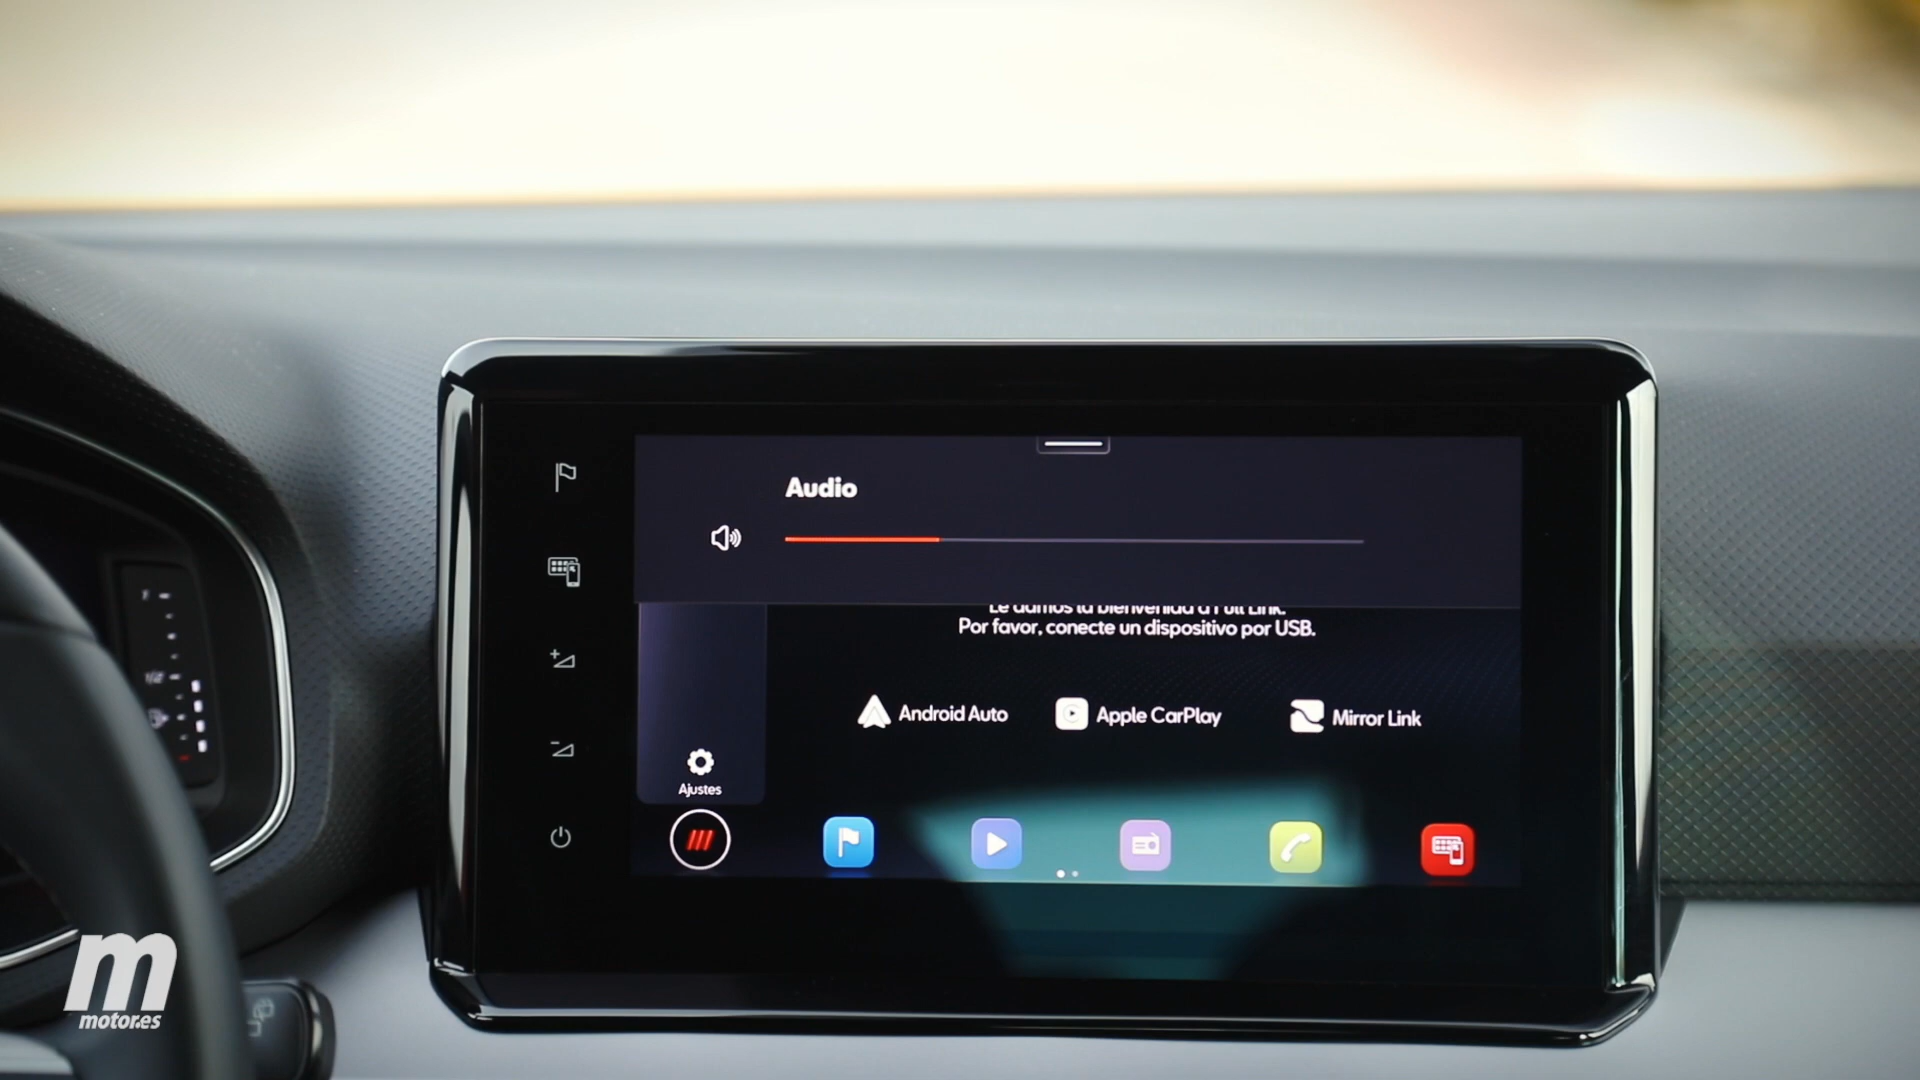 Audio
Le damos la bienvenida a Full Link.
Por favor, conecte un dispositivo por USB.
Android Auto
Apple CarPlay
Mirror Link
Ajustes
m
motor.es